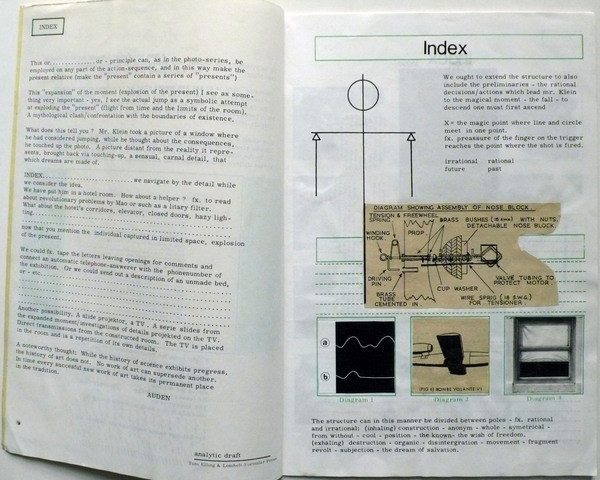 INDEX
This or..............or - principle can, as in the photo-series, be
employed on any part of the action-sequence, and in this way make the
present relative (make the "present" contain a series of "presents")
This "expansion of the moment (explosion of the present) I see as some-
thing very important - yes, I see the actual jump as a symbolic attempt
at exploding the "present" (flight from time and the limits of the room).
A mythological clash/confrontation with the boundaries of existence.
What does this tell you ? Mr. Klein took a picture of a window where
he had considered jumping, while he thought about the consequences,
he touched up the photo. A picture distant from the reality it repre-
sents, brought back via touching-up, a sensual, carnal detail, that
which dreams are made of.
INDEX..............................we navigate by the detail while
we consider the idea.
We have put him in a hotel room. How about a helper ? fx. to read
about revolutionary problems by Mao or such as a litary filter.
What about the hotel's corridors, elevator, closed doors, hazy ligh-
ting.
now that you mention the individual captured in limited space, explosion
of the present.
We could fx. tape the letters leaving openings for comments and
connect an automatic telephone-answerer with the phonenumber of
the exhibition. Or we could send a description of an unmade bed,
or - etc.
Another possibility. A slide projektor, a TV . A serie slides from
the expanded moment/investigations of details projekted on the TV.
Direct transmissions from the constructed room. The TV is placed
in the room and is a repetition of its own details.
A noteworthy thought: While the history of science exhibits progress,
the history of art does not. No work of art can supersede another.
In time every successful new work of art takes its permanent place
in the tradition.
AUDEN
analytic draft
Index
We ought to extend the structure to also
include the preliminaries - the rational
decisions/actions which lead mr. Klein
to the magical moment - the fall - to
descend one must first ascend
X= the magic point where line and circle
meet in one point.
fx. preasure of the finger on the trigger
reaches the point where the shot is fired.
irrational rational
future past
DIAGRAM SHOWING ASSEMBLY OF NOSE BLOCK
TENSION & FREEWHEEL
SPRING
BRASS BUSHES (18 ) WITH NUTS.
DETACHABLE NOSE BLOCK
WINDING
HOOK.
PROP
DRIVING
PIN
BRASS
TUBE
CEMENTED IN
CUP WASHER
WIRE SPRIG (18 S.W.G.)
FOR TENSIONER
VALVE TUBING TO
PROTECT MOTOR
a
b
(FIG 6) BOMBE VOLANTE V1
Diagram 1
Diagram 2
Diagram 3
The structure can in this manner be divided between poles - fx. rational
and irrational: (inhaling) construction - anonym - whole - symetrical -
from without - cool - position - the known- the wish of freedom.
(exhaling) destruction - organic - disintergration - movement - fragment
revolt - subjection - the dream of salvation.